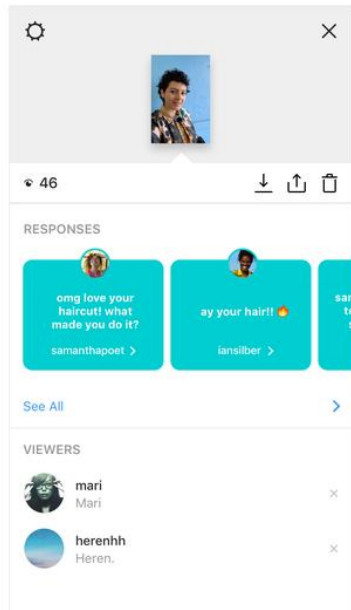 46
RESPONSES
omg love your
haircut! what
made you do it?
samanthapoet >
ay your hair!! 🔥
iansilber >
See All
VIEWERS
mari
Mari
herenhh
Heren.